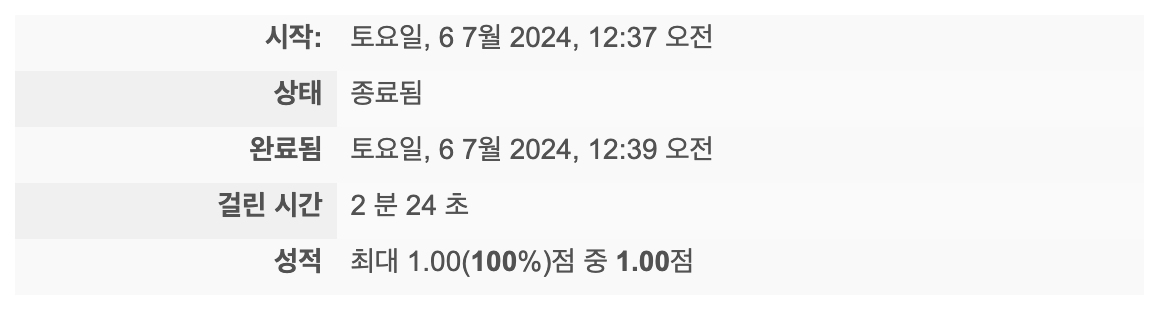 시작: 토요일, 6 7월 2024, 12:37 오전
상태 종료됨
완료됨 토요일, 6 7월 2024, 12:39 오전
걸린 시간 2 분 24 초
성적 최대 1.00(100%)점 중 1.00점